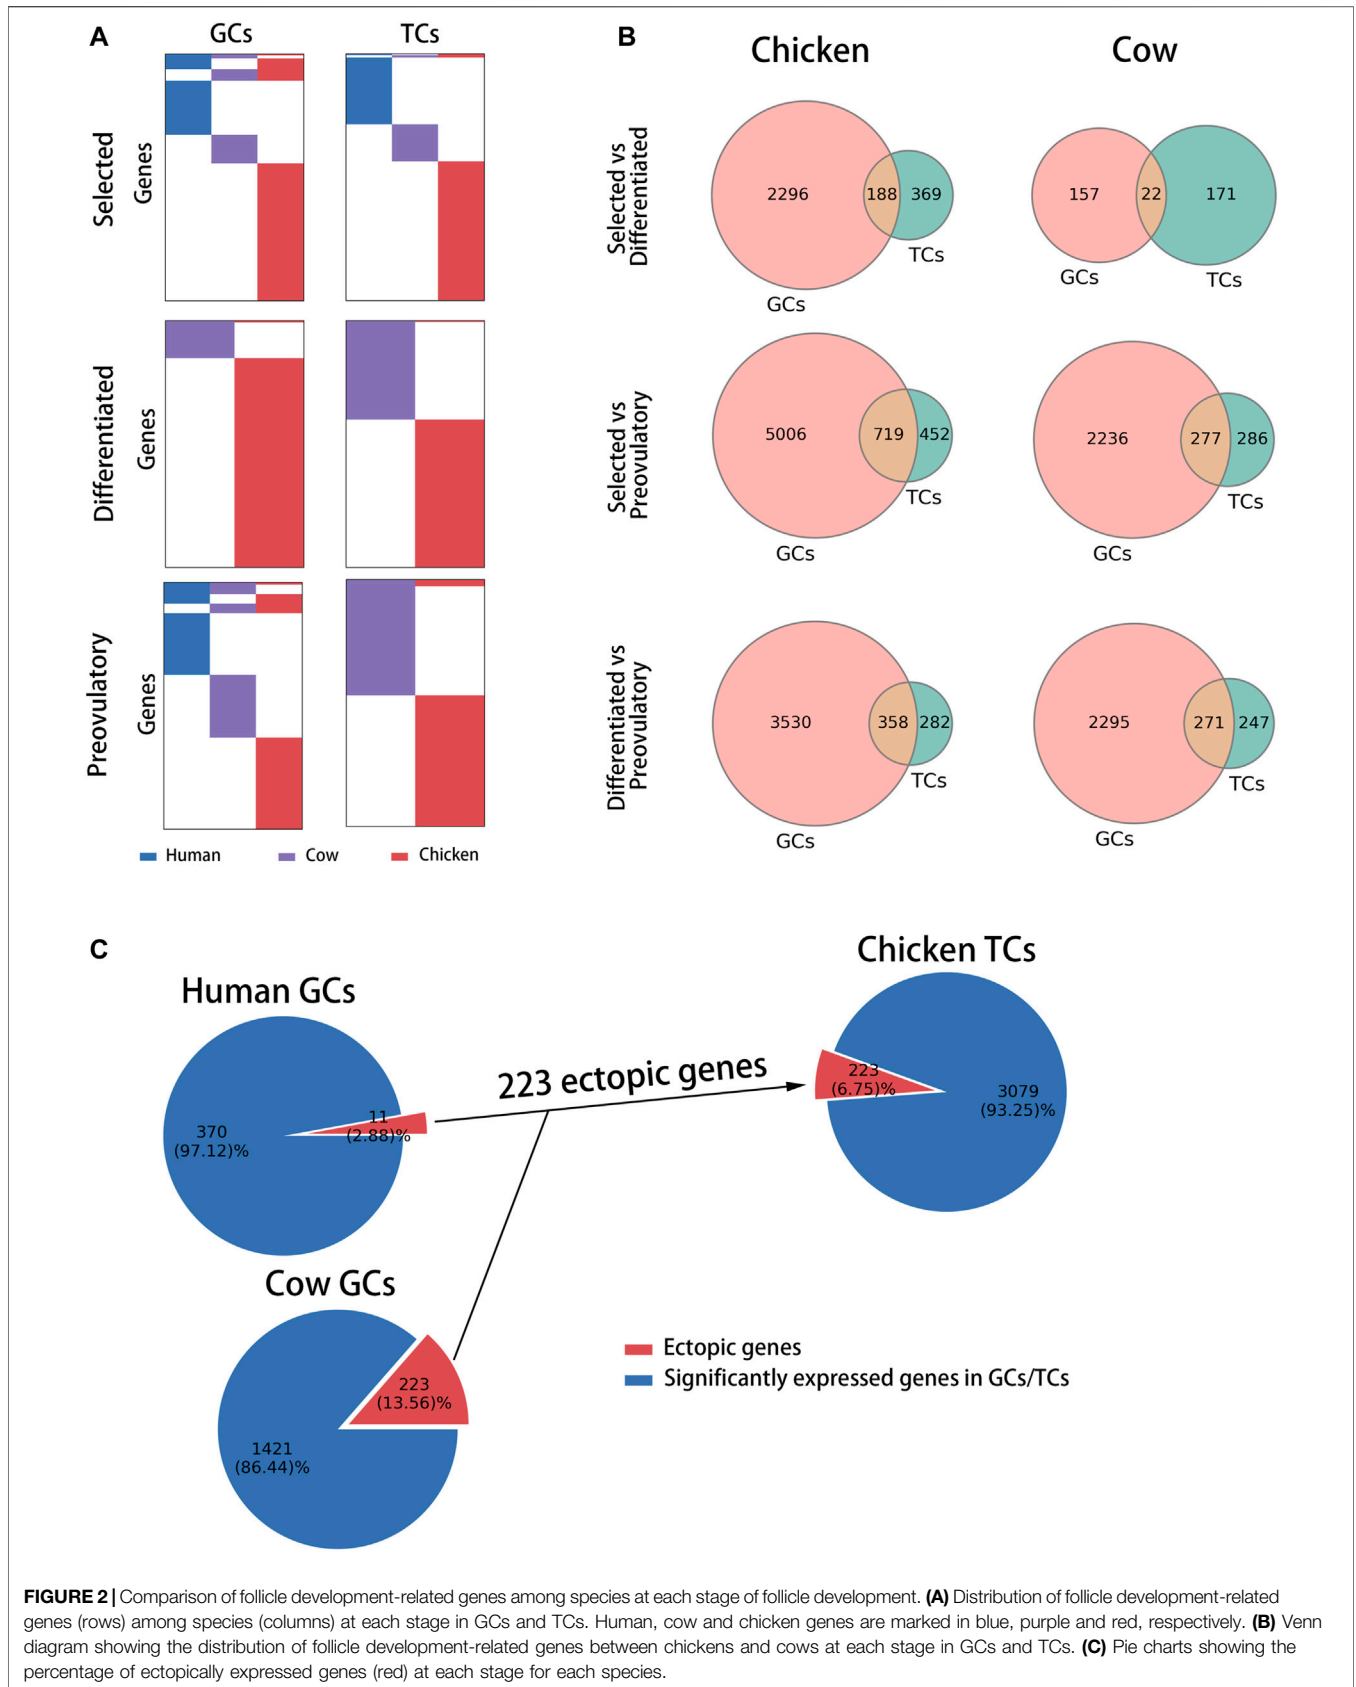 A
GCs
TCs
Selected
Genes
Differentiated
Genes
Preovulatory
Genes
Human
Cow
Chicken
B
Chicken
Cow
Selected vs
Differentiated
2296
188
369
GCs
TCs
157
22
171
GCs
TCs
Selected vs
Preovulatory
5006
719
452
GCs
TCs
2236
277
286
GCs
TCs
Differentiated vs
Preovulatory
3530
358
282
GCs
TCs
2295
271
247
GCs
TCs
C
Human GCs
370
(97.12)%
11
(2.88)%
223 ectopic genes
Chicken TCs
223
(6.75)%
3079
(93.25)%
Cow GCs
223
(13.56)%
1421
(86.44)%
Ectopic genes
Significantly expressed genes in GCs/TCs
FIGURE 2 | Comparison of follicle development-related genes among species at each stage of follicle development. (A) Distribution of follicle development-related
genes (rows) among species (columns) at each stage in GCs and TCs. Human, cow and chicken genes are marked in blue, purple and red, respectively. (B) Venn
diagram showing the distribution of follicle development-related genes between chickens and cows at each stage in GCs and TCs. (C) Pie charts showing the
percentage of ectopically expressed genes (red) at each stage for each species.